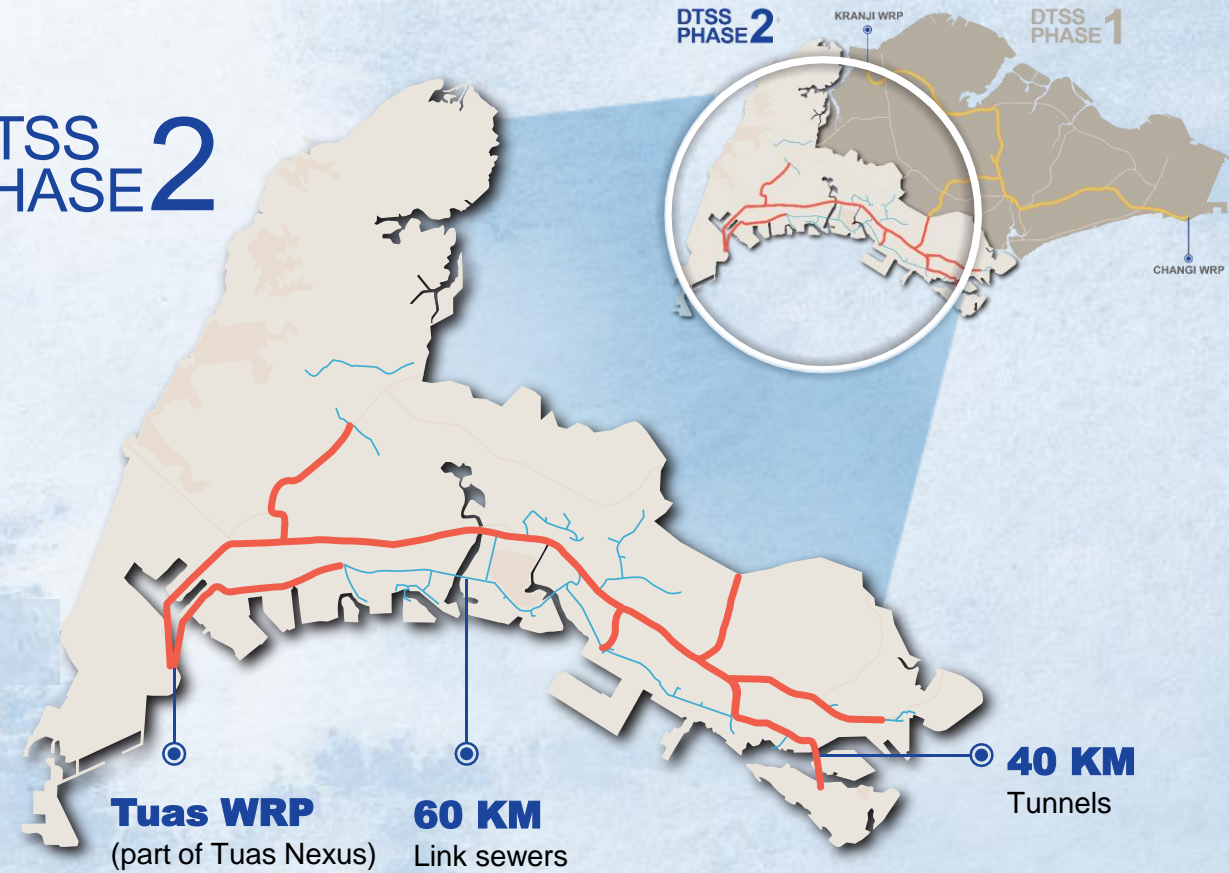 DTSS
PHASE 2
KRANJI WRP
DTSS
PHASE 1
TSS
HASE 2
CHANGI WRP
Tuas WRP
(part of Tuas Nexus)
60 KM
Link sewers
40 KM
Tunnels